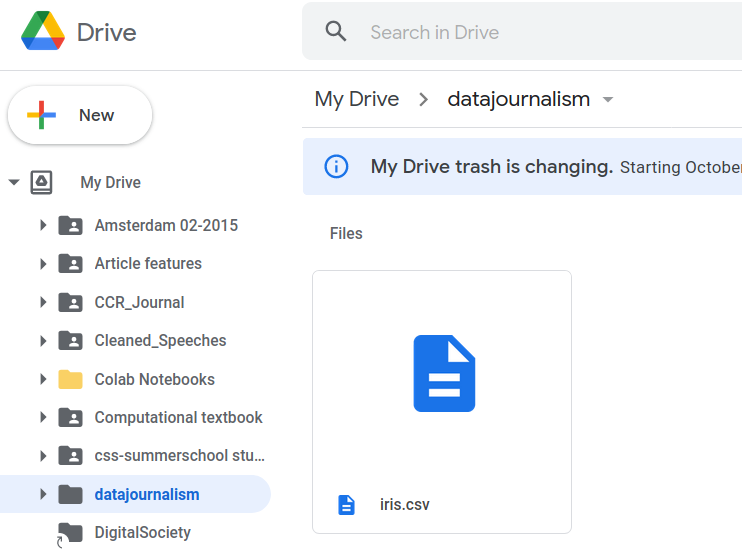 Drive
Search in Drive
New
My Drive
datajournalism
My Drive trash is changing. Starting October
My Drive
Amsterdam 02-2015
Article features
CCR_Journal
Cleaned_Speeches
Colab Notebooks
Computational textbook
css-summerschool stu...
datajournalism
DigitalSociety
Files
iris.csv